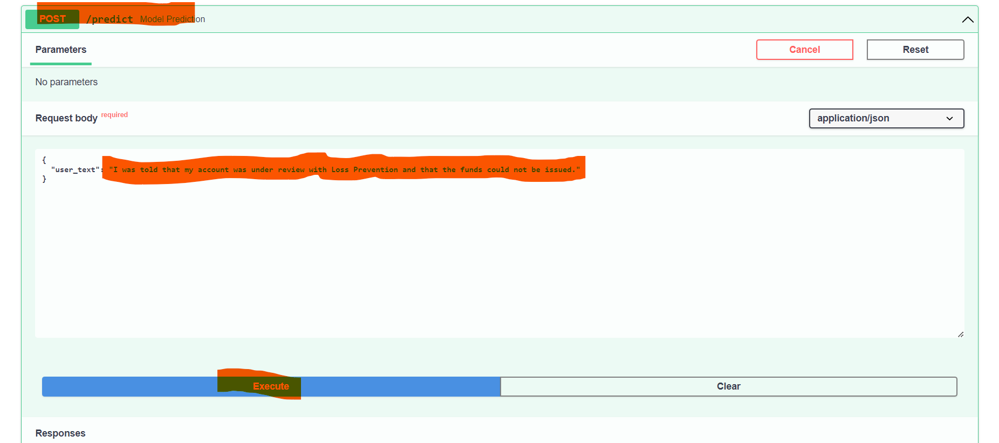 POST /predict Model Prediction
Parameters
Cancel
Reset
No parameters
Request body required
application/json
{
"user_text": "I was told that my account was under review with Loss Prevention and that the funds could not be issued."
}
Execute
Clear
Responses